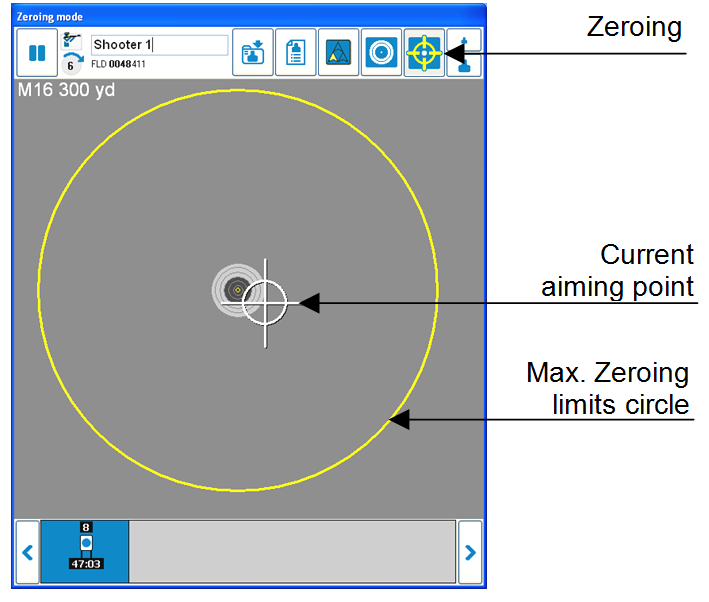 Zeroing mode
Shooter 1
6
FLD 0048411
M16 300 yd
Zeroing
Current
aiming point
Max. Zeroing
limits circle
8
47:03